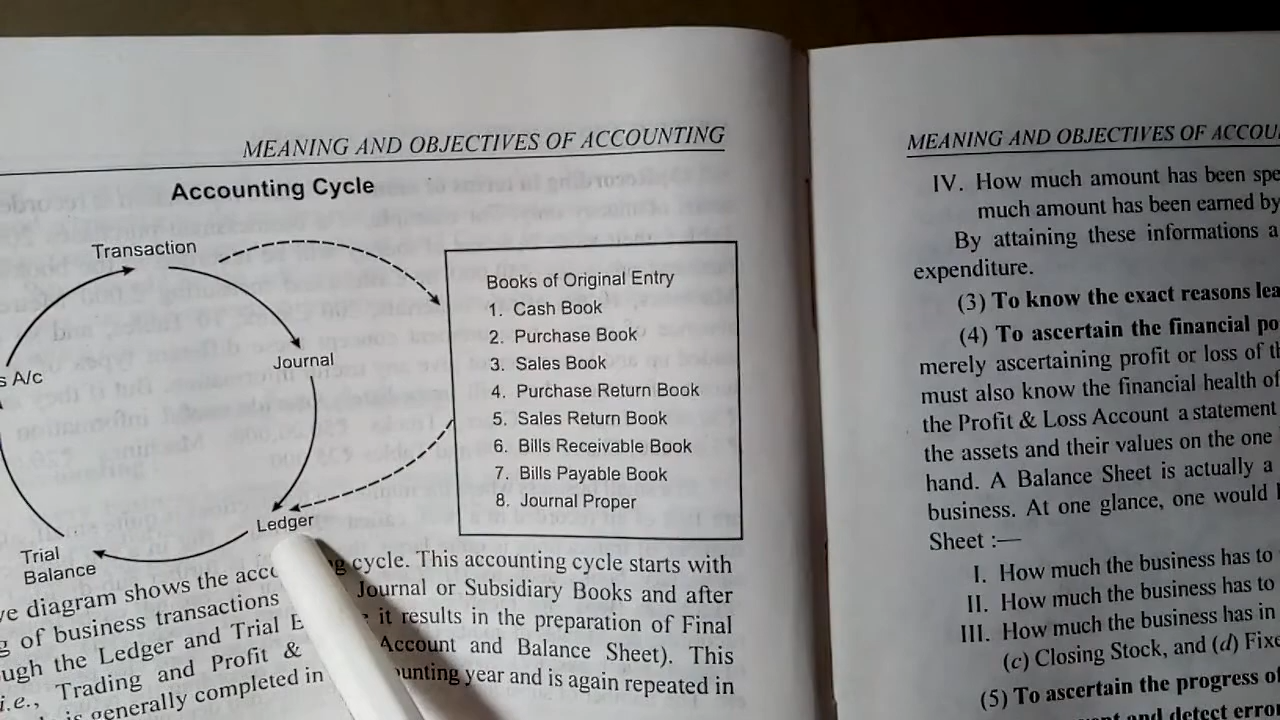 MEANING AND OBJECTIVES OF ACCOUNTING
Accounting Cycle
Transaction
Journal
Ledger
Trial
Balance
s A/c
Books of Original Entry
1. Cash Book
2. Purchase Book
3. Sales Book
4. Purchase Return Book
5. Sales Return Book
6. Bills Receivable Book
7. Bills Payable Book
8. Journal Proper
ve diagram shows the cycle. This accounting cycle starts with
g of business transactions Journal or Subsidiary Books and after
ugh the Ledger and Trial it results in the preparation of Final
i.e., Trading and Profit & Account and Balance Sheet). This
is generally completed in unting year and is again repeated in
MEANING AND OBJECTIVES OF ACCOU
IV. How much amount has been spe
much amount has been earned by
By attaining these informations a
expenditure.
(3) To know the exact reasons lea
(4) To ascertain the financial po
merely ascertaining profit or loss of th
must also know the financial health of
the Profit & Loss Account a statement
the assets and their values on the one
hand. A Balance Sheet is actually a
business. At one glance, one would
Sheet :—
I. How much the business has to
II. How much the business has to
III. How much the business has in
(c) Closing Stock, and (d) Fixe
(5) To ascertain the progress of
and detect error